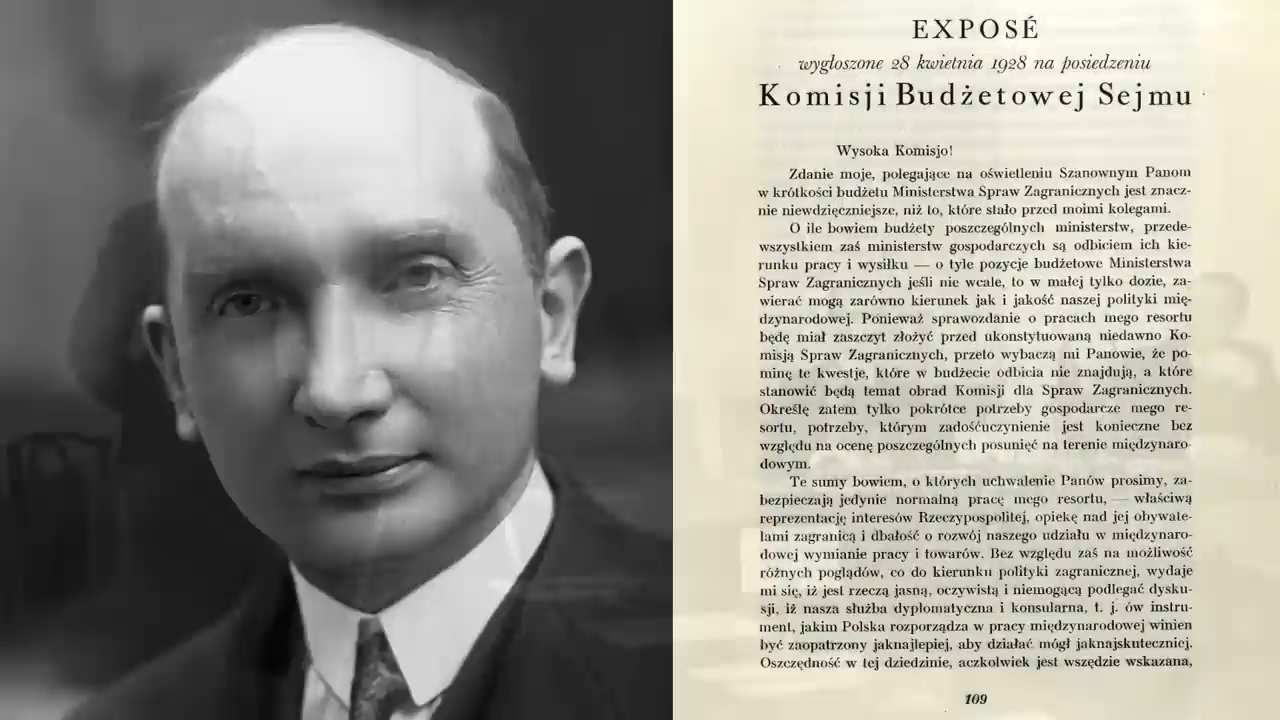 EXPOSÉ
wygłoszone 28 kwietnia 1928 na posiedzeniu
Komisji Budżetowej Sejmu
Wysoka Komisjo!
Zdanie moje, polegające na oświetleniu Szanownym Panom
w krótkości budżetu Ministerstwa Spraw Zagranicznych jest znacz-
nie niewdzięczniejsze, niż to, które stało przed moimi kolegami.
O ile bowiem budżety poszczególnych ministerstw, przede-
wszystkiem zaś ministerstw gospodarczych są odbiciem ich kie-
runku pracy i wysiłku — o tyle pozycje budżetowe Ministerstwa
Spraw Zagranicznych jeśli nie wcale, to w małej tylko dozie, za-
wierać mogą zarówno kierunek jak i jakość naszej polityki mię-
dzynarodowej. Ponieważ sprawozdanie o pracach mego resortu
będę miał zaszczyt złożyć przed ukonstytuowaną niedawno Ko-
misją Spraw Zagranicznych, przeto wybaczą mi Panowie, że po-
minę te kwestje, które w budżecie odbicia nie znajdują, a które
stanowić będą temat obrad Komisji dla Spraw Zagranicznych.
Określę zatem tylko pokrótce potrzeby gospodarcze mego re-
sortu, potrzeby, którym zadośćuczynienie jest konieczne bez
względu na ocenę poszczególnych posunięć na terenie międzynaro-
dowym.
Te sumy bowiem, o których uchwalenie Panów prosimy, za-
bezpieczają jedynie normalną pracę mego resortu, — właściwą
reprezentację interesów Rzeczypospolitej, opiekę nad jej obywate-
lami zagranicą i dbałość o rozwój naszego udziału w międzynaro-
dowej wymianie pracy i towarów. Bez względu zaś na możliwość
różnych poglądów, co do kierunku polityki zagranicznej, wydaje
mi się, iż jest rzeczą jasną, oczywistą i niemogącą podlegać dysku-
sji, iż nasza służba dyplomatyczna i konsularna, t. j. ów instru-
ment, jakim Polska rozporządza w pracy międzynarodowej winien
być zaopatrzony jaknajlepiej, aby działać mógł jaknajskuteczniej.
Oszczędność w tej dziedzinie, aczkolwiek jest wszędzie wskazana,
109